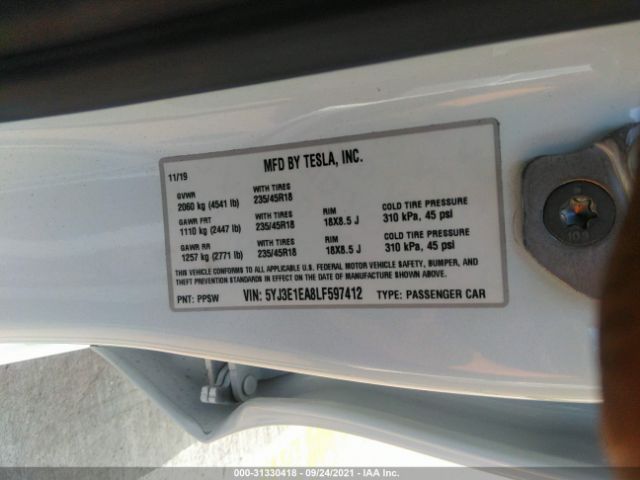 MFD BY TESLA, INC.
11/19
GVWR
2060 kg (4541 lb)
WITH TIRES
235/45R18
GAWR FRT
1110 kg (2447 lb)
WITH TIRES
235/45R18
RIM
18X8.5 J
COLD TIRE PRESSURE
310 kPa, 45 psi
GAWR RR
1257 kg (2771 lb)
WITH TIRES
235/45R18
RIM
18X8.5 J
COLD TIRE PRESSURE
310 kPa, 45 psi
THIS VEHICLE CONFORMS TO ALL APPLICABLE U.S. FEDERAL MOTOR VEHICLE SAFETY, BUMPER, AND
THEFT PREVENTION STANDARDS IN EFFECT ON THE DATE OF MANUFACTURE SHOWN ABOVE.
PNT: PPSW VIN: 5YJ3E1EA8LF597412 TYPE: PASSENGER CAR
000-31330418 - 09/24/2021 - IAA Inc.